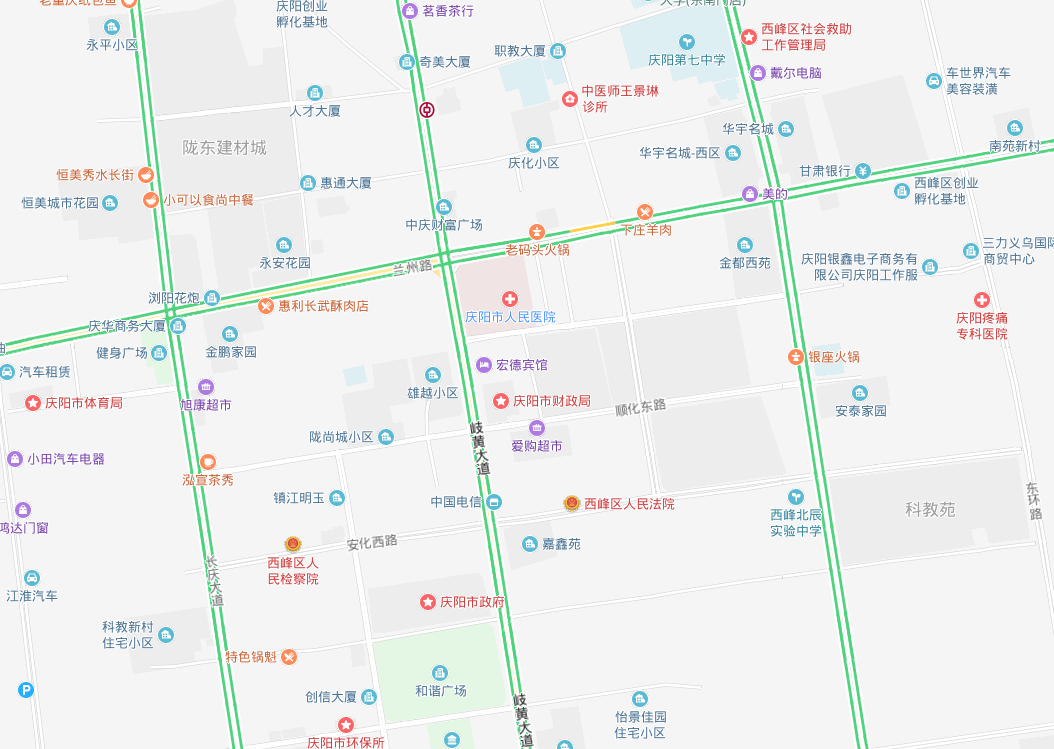 老重庆纸包鱼
庆阳创业
孵化基地
茗香茶行
西峰区社会救助
工作管理局
永平小区
职教大厦
庆阳第七中学
奇美大厦
戴尔电脑
车世界汽车
美容装潢
人才大厦
中医师王景琳
诊所
华宇名城
南苑新村
陇东建材城
庆化小区
华宇名城-西区
恒美秀水长街
惠通大厦
甘肃银行
西峰区创业
孵化基地
恒美城市花园
小可以食尚中餐
美的
中庆财富广场
下庄羊肉
永安花园
老码头火锅
金都西苑
三力义乌国际
商贸中心
兰州路
庆阳银鑫电子商务有
限公司庆阳工作服
浏阳花炮
惠利长武酥肉店
庆阳市人民医院
庆阳疼痛
专科医院
庆华商务大厦
健身广场
金鹏家园
银座火锅
汽车租赁
宏德宾馆
庆阳市体育局
旭康超市
雄越小区
庆阳市财政局
顺化东路
安泰家园
陇尚城小区
岐黄大道
爱购超市
小田汽车电器
泓宣茶秀
镇江明玉
中国电信
西峰区人民法院
西峰北辰
实验中学
科教苑
东环路
鸿达门窗
安化西路
嘉鑫苑
西峰区人
民检察院
长庆大道
江淮汽车
庆阳市政府
科教新村
住宅小区
特色锅魁
P
和谐广场
创信大厦
岐黄大道
怡景佳园
住宅小区
庆阳市环保所